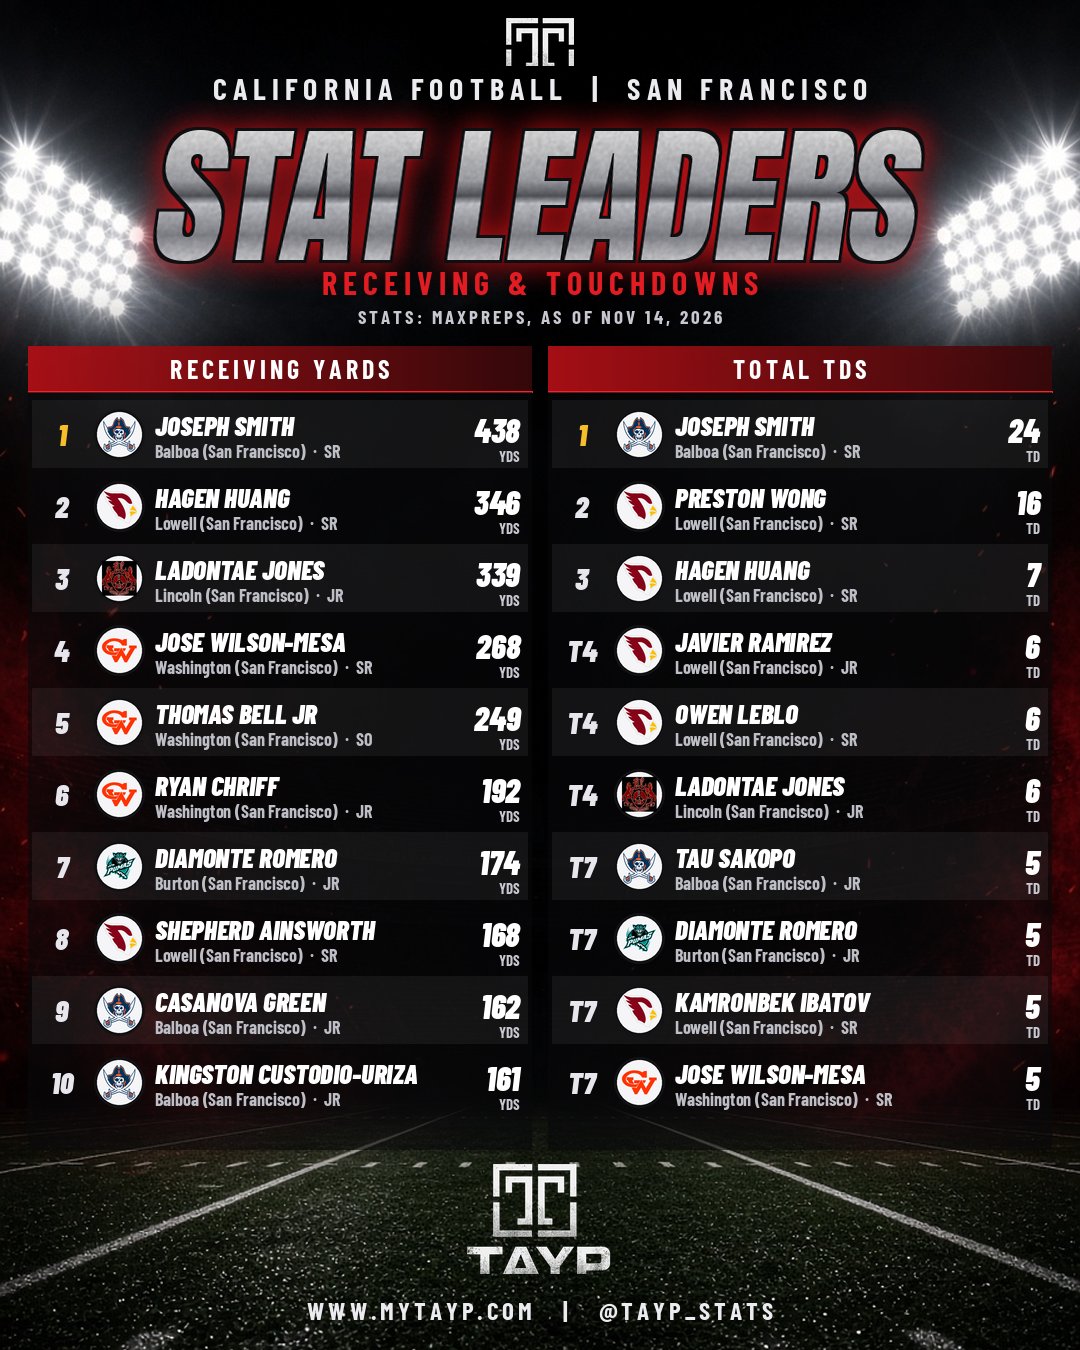 CALIFORNIA FOOTBALL | SAN FRANCISCO
STAT LEADERS
RECEIVING & TOUCHDOWNS
STATS: MAXPREPS, AS OF NOV 14, 2026
RECEIVING YARDS
1 JOSEPH SMITH 438
Balboa (San Francisco) · SR YDS
2 HAGEN HUANG 346
Lowell (San Francisco) · SR YDS
3 LADONTAE JONES 339
Lincoln (San Francisco) · JR YDS
4 JOSE WILSON-MESA 268
Washington (San Francisco) · SR YDS
5 THOMAS BELL JR 249
Washington (San Francisco) · SO YDS
6 RYAN CHRIFF 192
Washington (San Francisco) · JR YDS
7 DIAMONTE ROMERO 174
Burton (San Francisco) · JR YDS
8 SHEPHERD AINSWORTH 168
Lowell (San Francisco) · SR YDS
9 CASANOVA GREEN 162
Balboa (San Francisco) · JR YDS
10 KINGSTON CUSTODIO-URIZA 161
Balboa (San Francisco) · JR YDS
TOTAL TDS
1 JOSEPH SMITH 24
Balboa (San Francisco) · SR TD
2 PRESTON WONG 16
Lowell (San Francisco) · SR TD
3 HAGEN HUANG 7
Lowell (San Francisco) · SR TD
T4 JAVIER RAMIREZ 6
Lowell (San Francisco) · JR TD
T4 OWEN LEBLO 6
Lowell (San Francisco) · SR TD
T4 LADONTAE JONES 6
Lincoln (San Francisco) · JR TD
T7 TAU SAKOPO 5
Balboa (San Francisco) · JR TD
T7 DIAMONTE ROMERO 5
Burton (San Francisco) · JR TD
T7 KAMRONBEK IBATOV 5
Lowell (San Francisco) · SR TD
T7 JOSE WILSON-MESA 5
Washington (San Francisco) · SR TD
TAYP
WWW.MYTAYP.COM | @TAYP_STATS